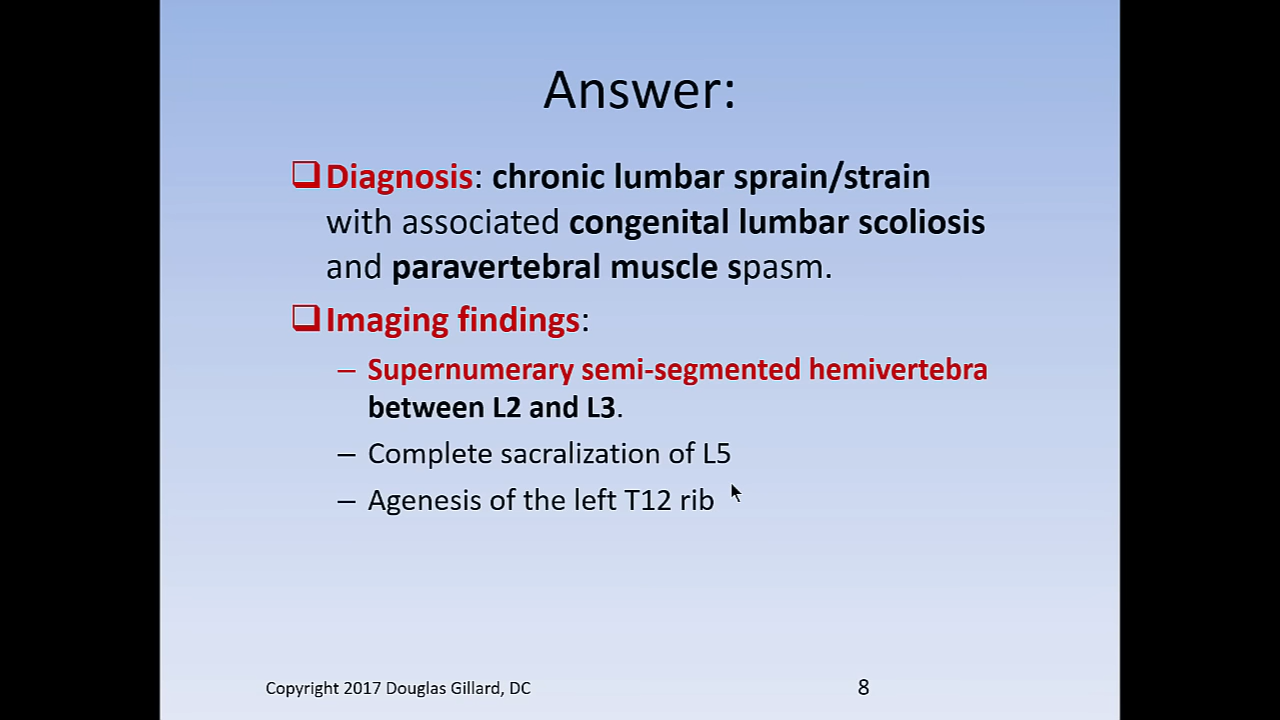 Answer:
❑Diagnosis: chronic lumbar sprain/strain
with associated congenital lumbar scoliosis
and paravertebral muscle spasm.
❑Imaging findings:
– Supernumerary semi-segmented hemivertebra
between L2 and L3.
– Complete sacralization of L5
– Agenesis of the left T12 rib
Copyright 2017 Douglas Gillard, DC
8